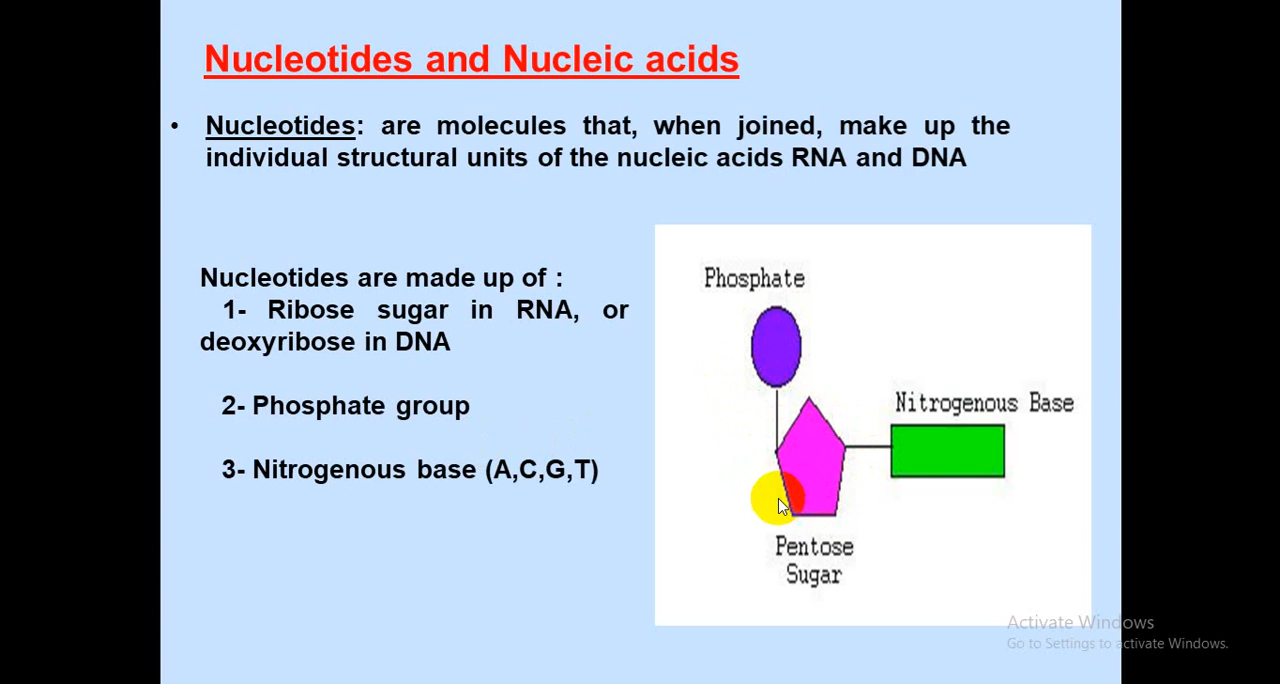 Nucleotides and Nucleic acids
• Nucleotides: are molecules that, when joined, make up the
individual structural units of the nucleic acids RNA and DNA
Nucleotides are made up of :
1- Ribose sugar in RNA, or
deoxyribose in DNA
2- Phosphate group
3- Nitrogenous base (A,C,G,T)
Phosphate
Nitrogenous Base
Pentose
Sugar
Activate Windows
Go to Settings to activate Windows.